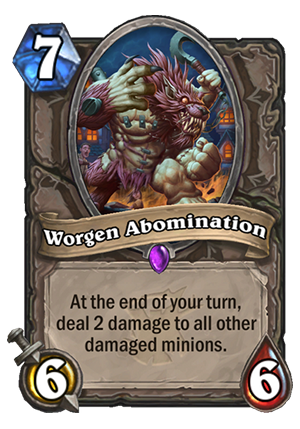 7
Worgen Abomination
At the end of your turn,
deal 2 damage to all other
damaged minions.
6 6